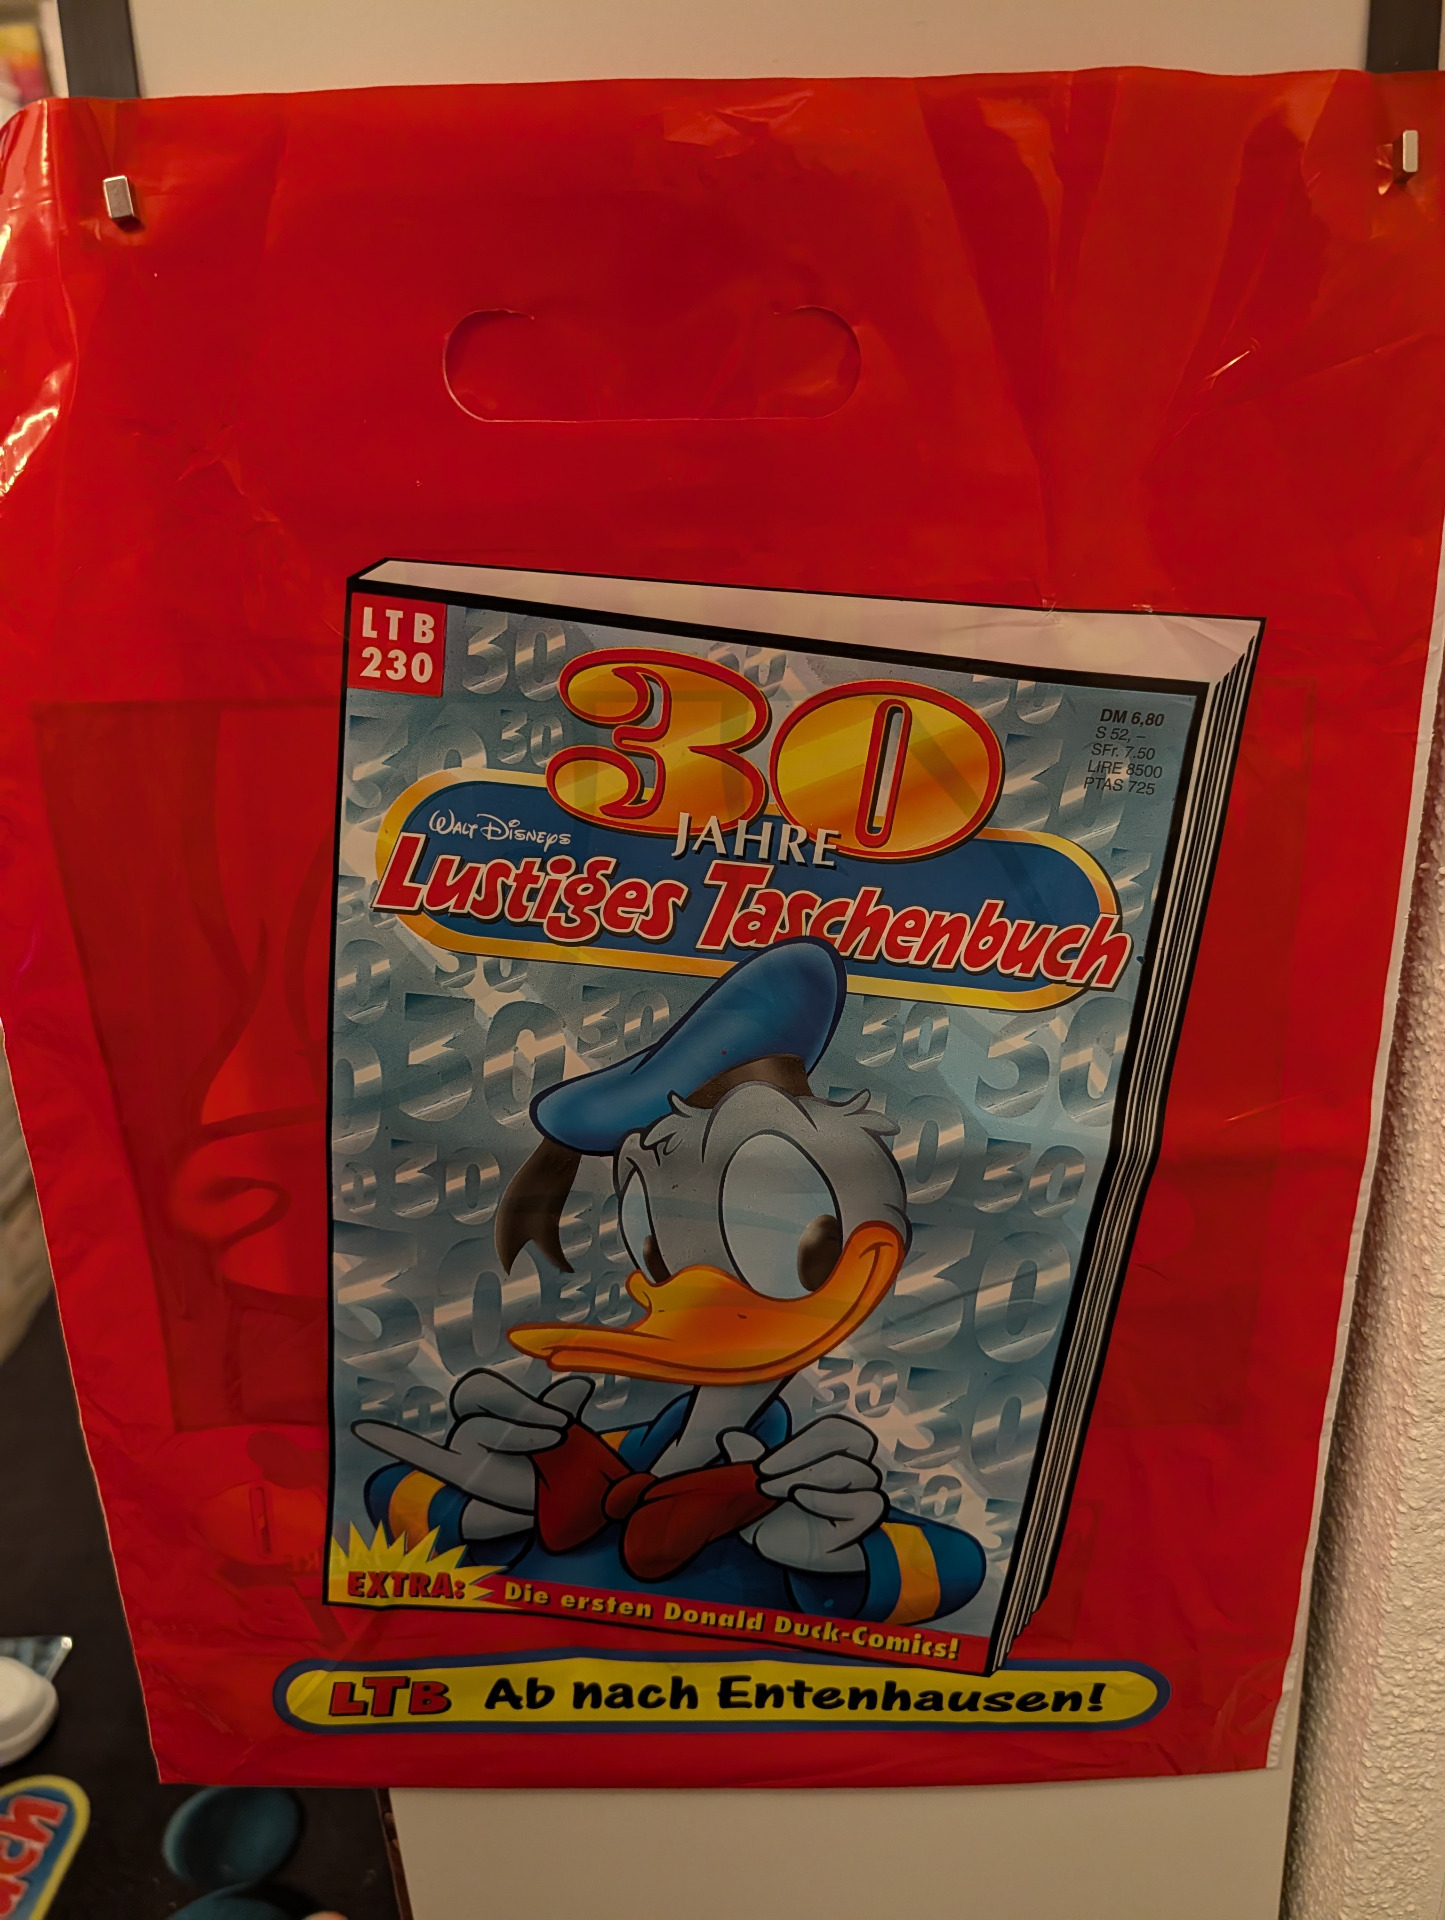 LTB
230
30
DM 6,80
S 52,–
SFr. 7.50
LIRE 8500
PTAS 725
WALT DISNEYS
JAHRE
Lustiges Taschenbuch
EXTRA: Die ersten Donald Duck-Comics!
LTB Ab nach Entenhausen!
ch